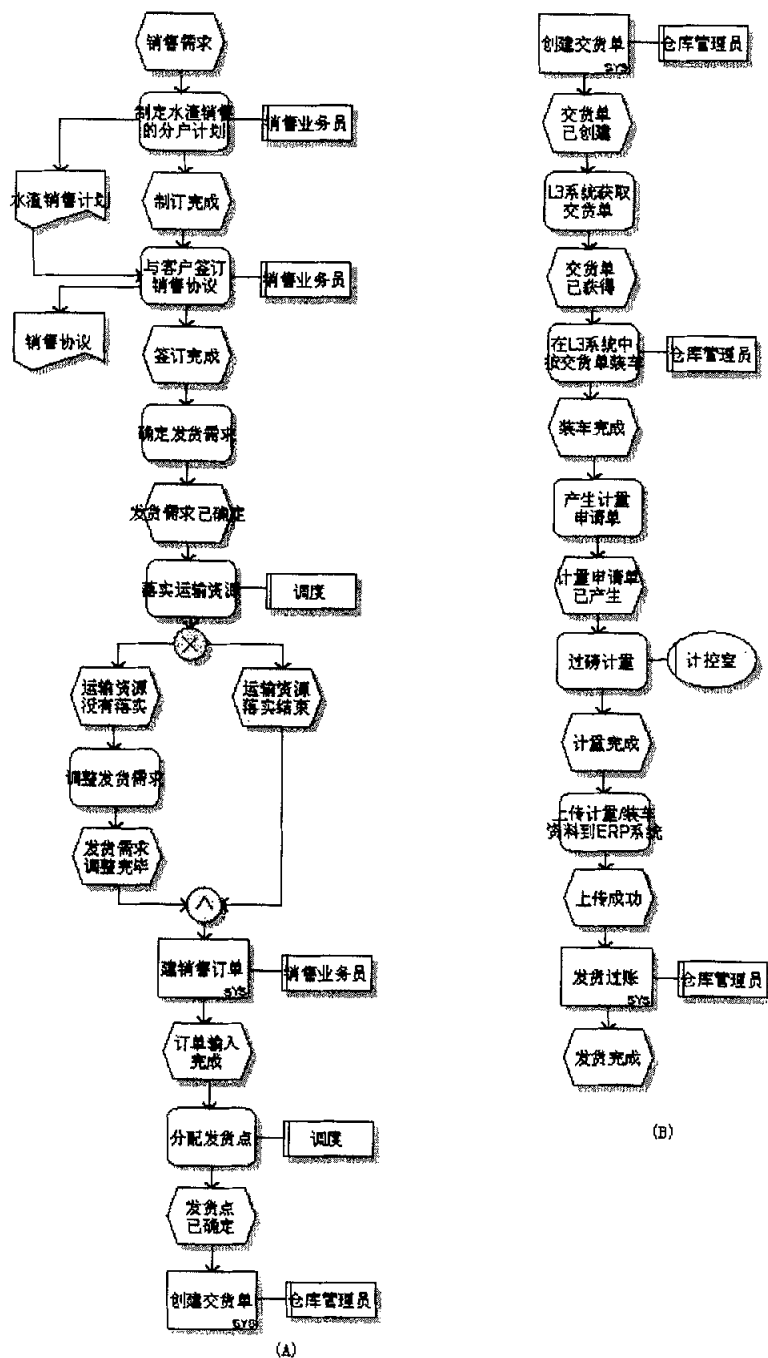 销售需求
制定水渣销售
的分户计划
销售业务员
水渣销售计划
制订完成
与客户签订
销售协议
销售业务员
销售协议
签订完成
确定发货需求
发货需求已确定
落实运输资源
调度
运输资源
没有落实
运输资源
落实结束
调整发货需求
发货需求
调整完毕
建销售订单
SYS
销售业务员
订单输入
完成
分配发货点
调度
发货点
已确定
创建交货单
SYS
仓库管理员
(A)
创建交货单
SYS
仓库管理员
交货单
已创建
L3系统获取
交货单
交货单
已获得
在L3系统中
按交货单装车
仓库管理员
装车完成
产生计量
申请单
计量申请单
已产生
过磅计量
计控室
计量完成
上传计量/装车
资料到ERP系统
上传成功
发货过账
SYS
仓库管理员
发货完成
(B)